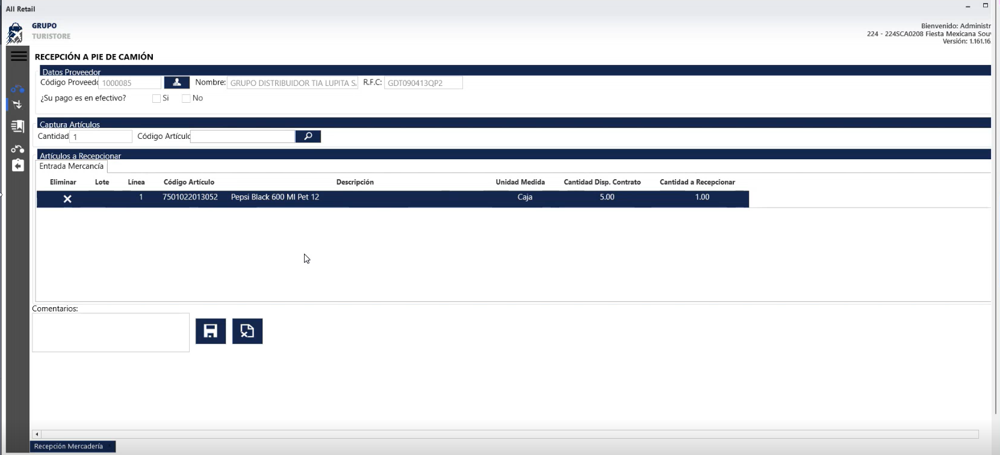 All Retail
GRUPO
TURISTORE
Bienvenido: Administr
224 - 224SCA0208 Fiesta Mexicana Sou
Versión: 1.161.16
RECEPCIÓN A PIE DE CAMIÓN
Datos Proveedor
Código Proveedo 1000085 Nombre: GRUPO DISTRIBUIDOR TIA LUPITA S. R.F.C: GDT090413QP2
¿Su pago es en efectivo? Si No
Captura Artículos
Cantidad 1 Código Artículo
Artículos a Recepcionar
Entrada Mercancía
Eliminar Lote Línea Código Artículo Descripción Unidad Medida Cantidad Disp. Contrato Cantidad a Recepcionar
1 7501022013052 Pepsi Black 600 Ml Pet 12 Caja 5.00 1.00
Comentarios:
Recepción Mercadería